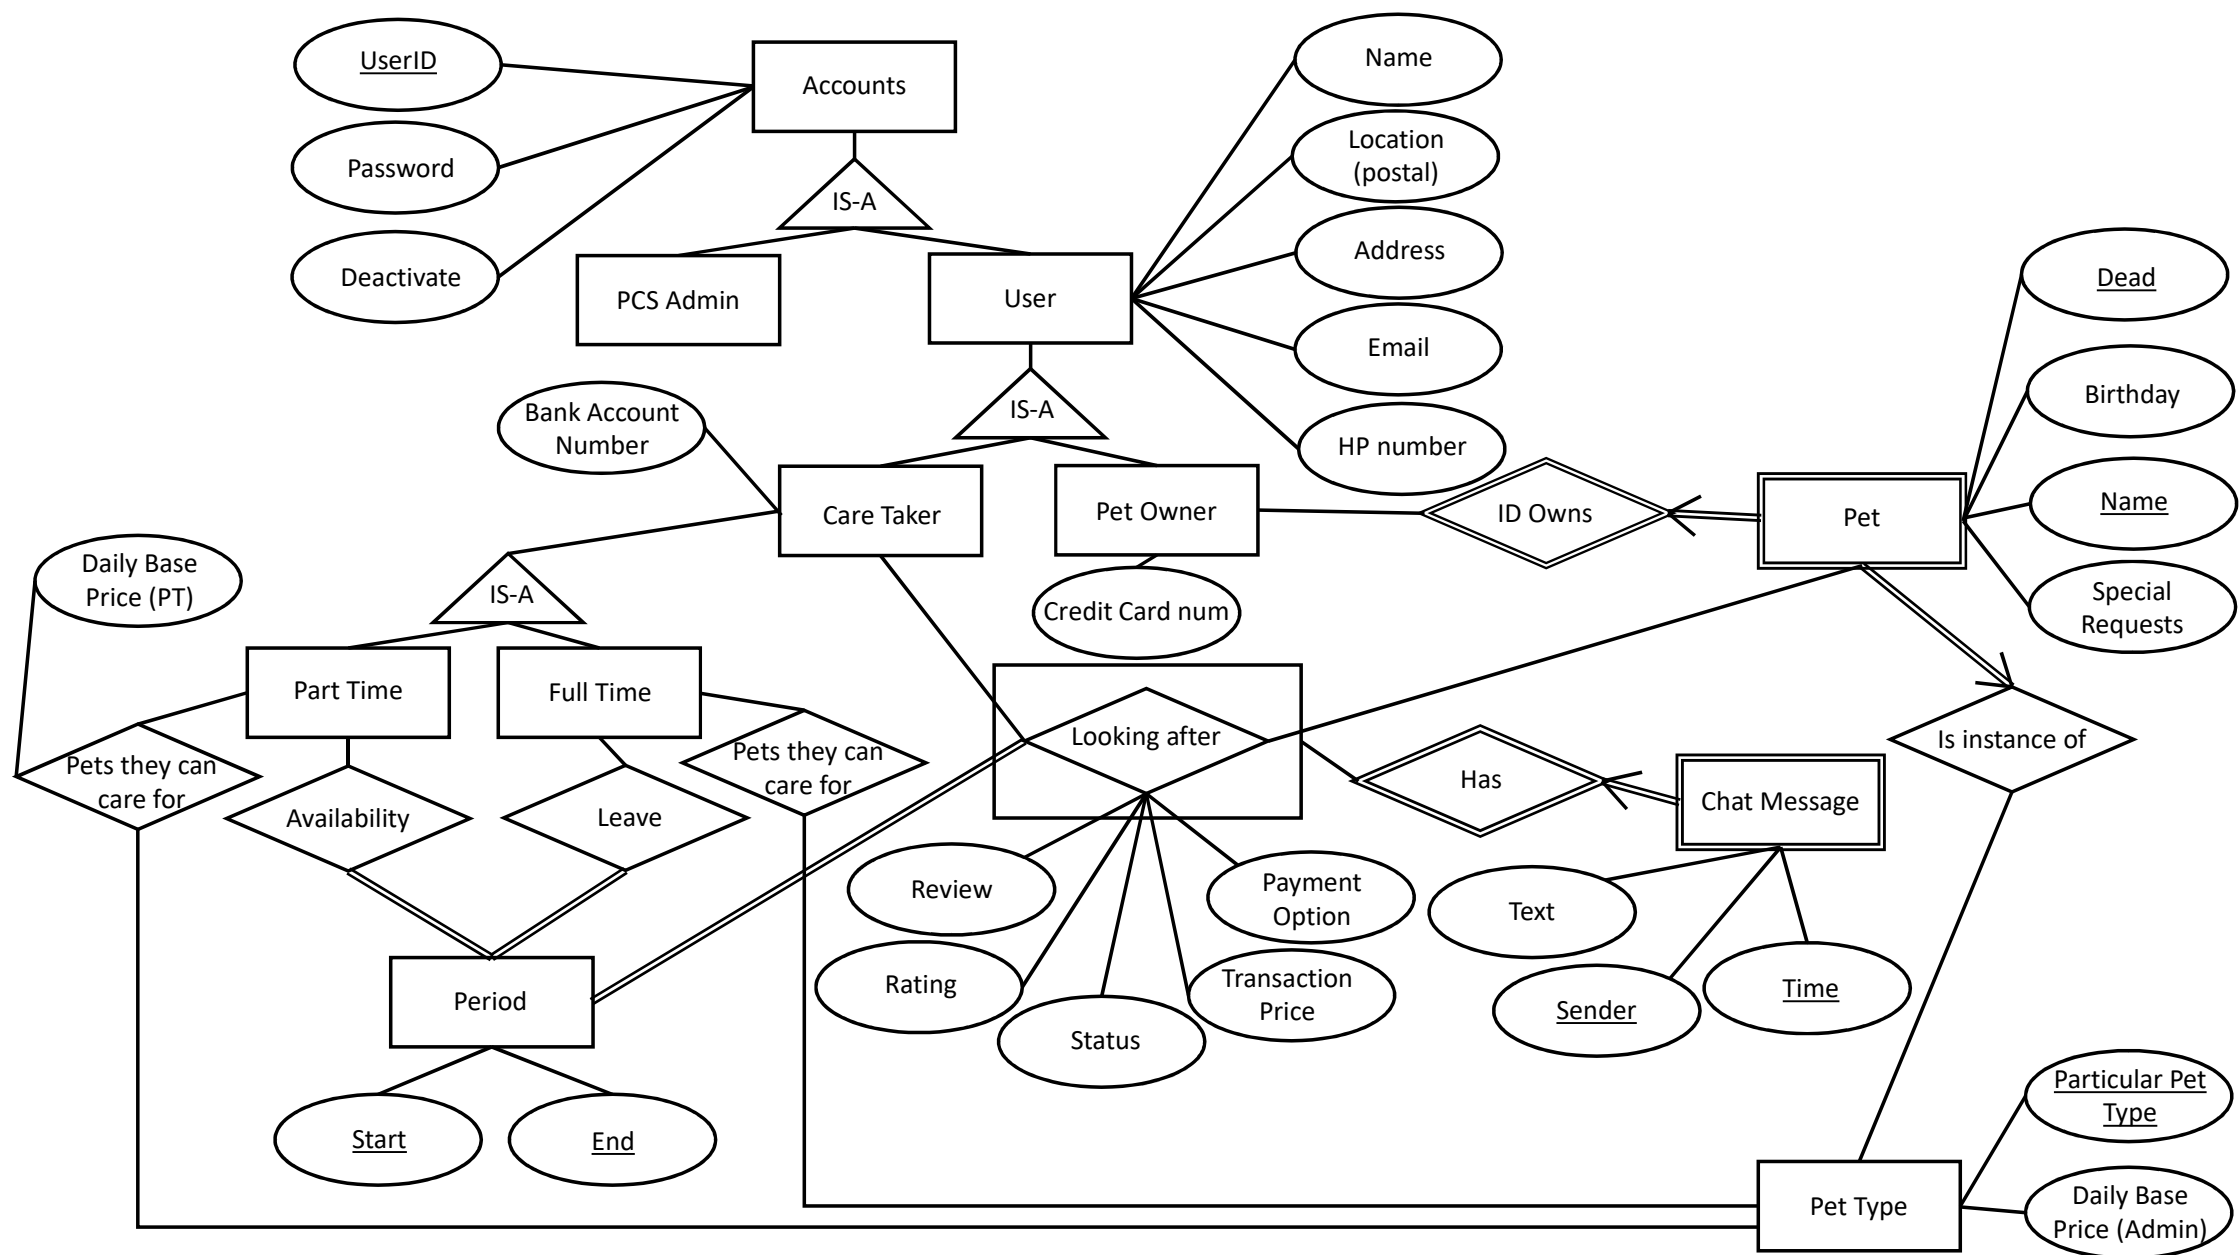 UserID
Accounts
Name
Location
(postal)
Password
IS-A
Address
Deactivate
PCS Admin
User
Dead
Email
Birthday
Bank Account
Number
IS-A
HP number
Care Taker
Pet Owner
ID Owns
Pet
Name
Daily Base
Price (PT)
IS-A
Credit Card num
Special
Requests
Part Time
Full Time
Pets they can
care for
Availability
Leave
Pets they can
care for
Looking after
Has
Chat Message
Is instance of
Review
Payment
Option
Text
Rating
Status
Transaction
Price
Sender
Time
Period
Start
End
Particular Pet
Type
Pet Type
Daily Base
Price (Admin)